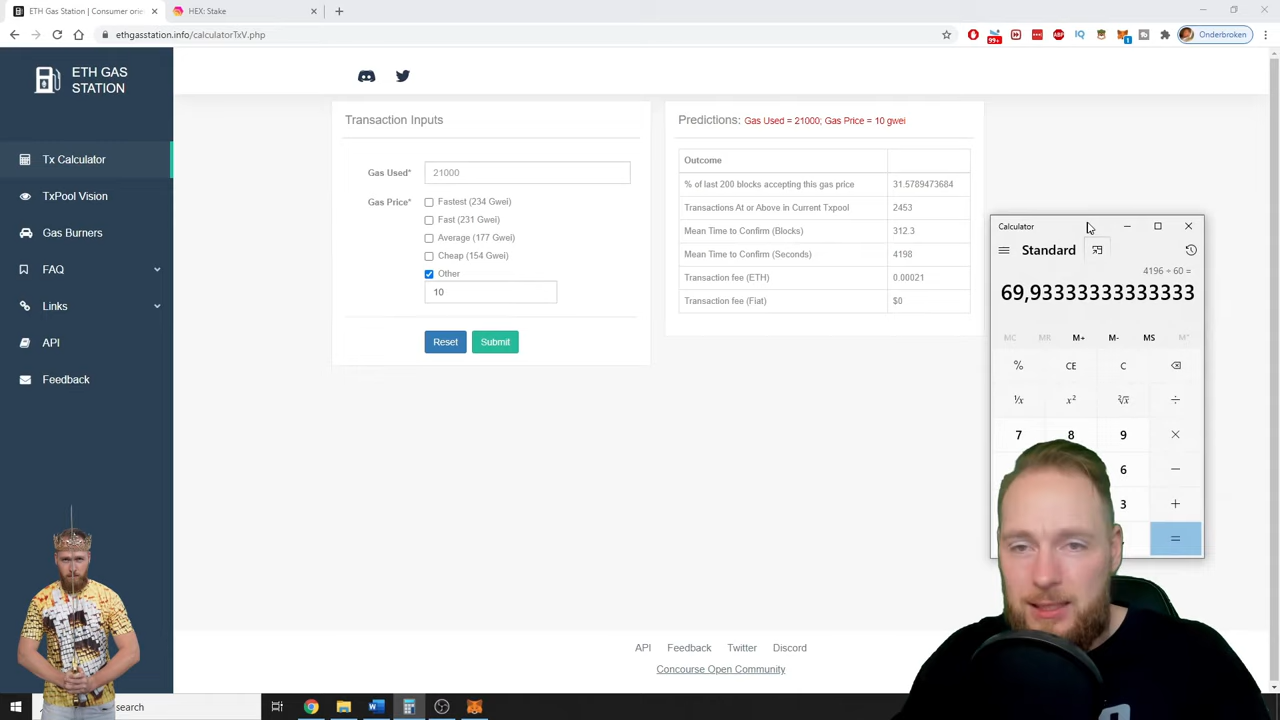 ETH Gas Station | Consumer orie
HEX: Stake
ethgasstation.info/calculatorTxV.php
99+
ABP
IQ
1
Onderbroken
ETH GAS
STATION
Tx Calculator
TxPool Vision
Gas Burners
FAQ
Links
API
Feedback
Transaction Inputs
Gas Used*
21000
Gas Price*
Fastest (234 Gwei)
Fast (231 Gwei)
Average (177 Gwei)
Cheap (154 Gwei)
Other
10
Reset
Submit
Predictions: Gas Used = 21000; Gas Price = 10 gwei
Outcome
% of last 200 blocks accepting this gas price 31.5789473684
Transactions At or Above in Current Txpool 2453
Mean Time to Confirm (Blocks) 312.3
Mean Time to Confirm (Seconds) 4198
Transaction fee (ETH) 0.00021
Transaction fee (Fiat) $0
Calculator
Standard
4196 ÷ 60 =
69,93333333333333
MC MR M+ M- MS M˅
% CE C
¹/x x² ²√x ÷
7 8 9 ×
6 −
3 +
=
API Feedback Twitter Discord
Concourse Open Community
search